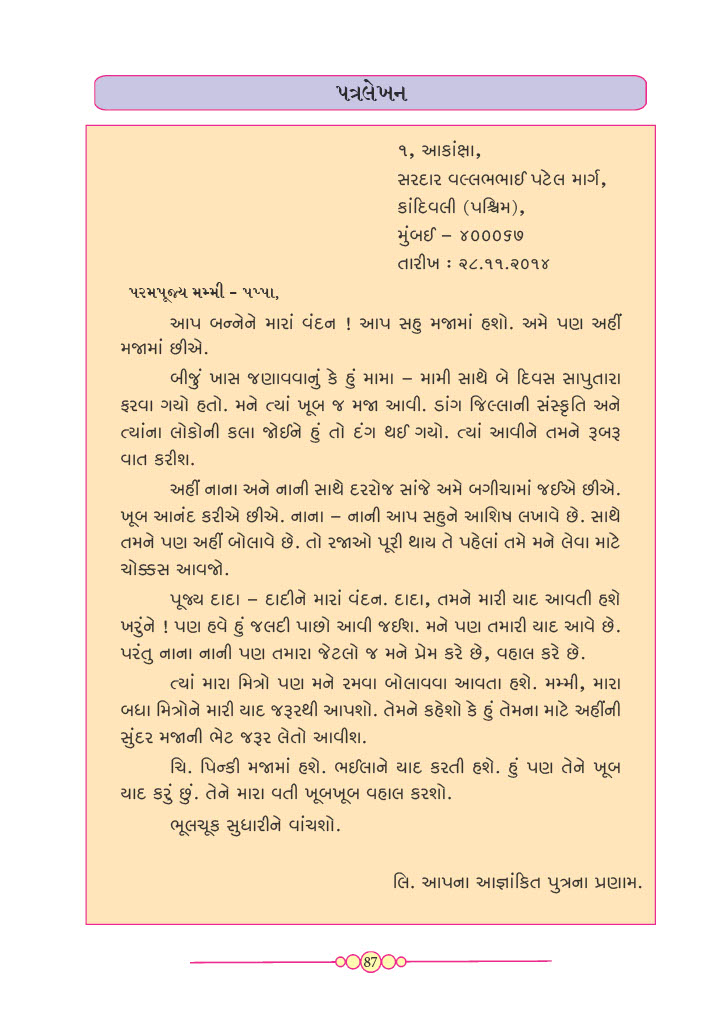 પત્રલેખન
૧, આકાંક્ષા,
સરદાર વલ્લભભાઈ પટેલ માર્ગ,
કાંદિવલી (પશ્ચિમ),
મુંબઈ – ૪૦૦૦૬૭
તારીખ : ૨૮.૧૧.૨૦૧૪
પરમપૂજ્ય મમ્મી - પપ્પા,
આપ બન્નેને મારાં વંદન ! આપ સહુ મજામાં હશો. અમે પણ અહીં
મજામાં છીએ.
બીજું ખાસ જણાવવાનું કે હું મામા – મામી સાથે બે દિવસ સાપુતારા
ફરવા ગયો હતો. મને ત્યાં ખૂબ જ મજા આવી. ડાંગ જિલ્લાની સંસ્કૃતિ અને
ત્યાંના લોકોની કલા જોઈને હું તો દંગ થઈ ગયો. ત્યાં આવીને તમને રૂબરૂ
વાત કરીશ.
અહીં નાના અને નાની સાથે દરરોજ સાંજે અમે બગીચામાં જઈએ છીએ.
ખૂબ આનંદ કરીએ છીએ. નાના – નાની આપ સહુને આશિષ લખાવે છે. સાથે
તમને પણ અહીં બોલાવે છે. તો રજાઓ પૂરી થાય તે પહેલાં તમે મને લેવા માટે
ચોક્કસ આવજો.
પૂજ્ય દાદા – દાદીને મારાં વંદન. દાદા, તમને મારી યાદ આવતી હશે
ખરુંને ! પણ હવે હું જલદી પાછો આવી જઈશ. મને પણ તમારી યાદ આવે છે.
પરંતુ નાના નાની પણ તમારા જેટલો જ મને પ્રેમ કરે છે, વહાલ કરે છે.
ત્યાં મારા મિત્રો પણ મને રમવા બોલાવવા આવતા હશે. મમ્મી, મારા
બધા મિત્રોને મારી યાદ જરૂરથી આપશો. તેમને કહેશો કે હું તેમના માટે અહીંની
સુંદર મજાની ભેટ જરૂર લેતો આવીશ.
ચિ. પિન્કી મજામાં હશે. ભઈલાને યાદ કરતી હશે. હું પણ તેને ખૂબ
યાદ કરું છું. તેને મારા વતી ખૂબખૂબ વહાલ કરશો.
ભૂલચૂક સુધારીને વાંચશો.
લિ. આપના આજ્ઞાંકિત પુત્રના પ્રણામ.
87